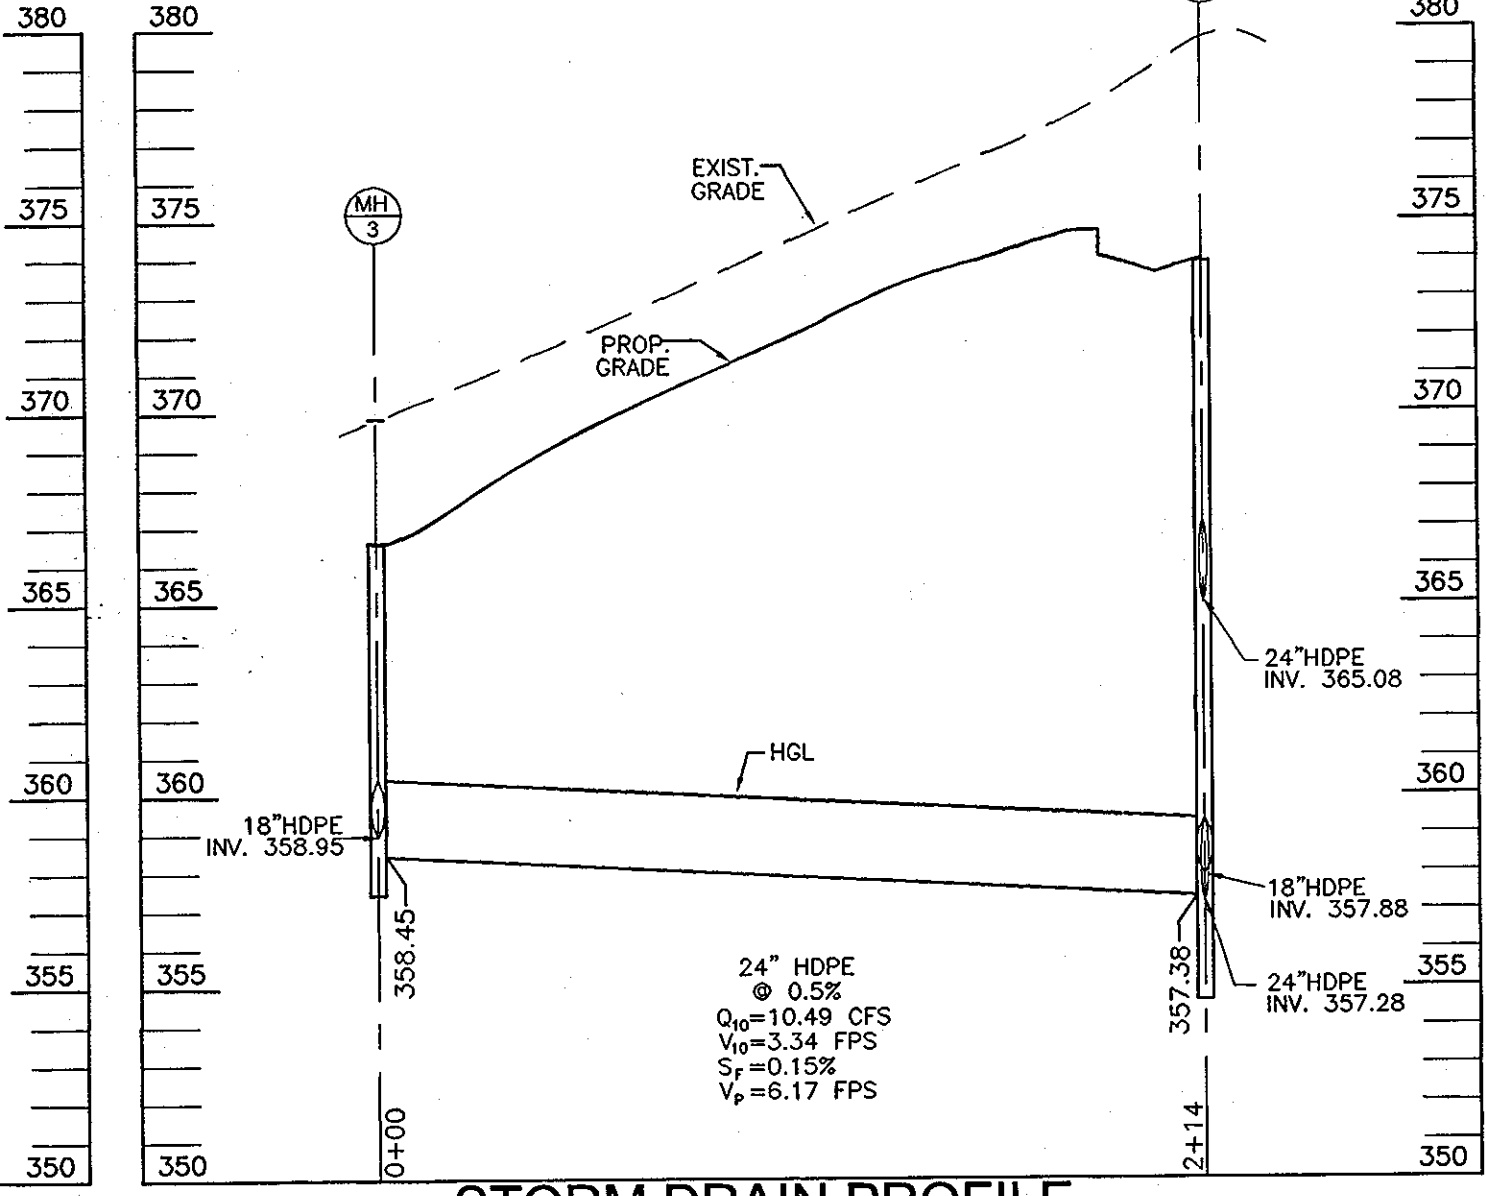 380
380
380
375
375
375
370
370
370
365
365
365
360
360
360
355
355
355
350
350
350
MH
3
EXIST.
GRADE
PROP.
GRADE
HGL
24"HDPE
INV. 365.08
18"HDPE
INV. 358.95
18"HDPE
INV. 357.88
24"HDPE
INV. 357.28
358.45
357.38
24" HDPE
@ 0.5%
Q10=10.49 CFS
V10=3.34 FPS
SF=0.15%
VP=6.17 FPS
0+00
2+14
STORM DRAIN PROFILE